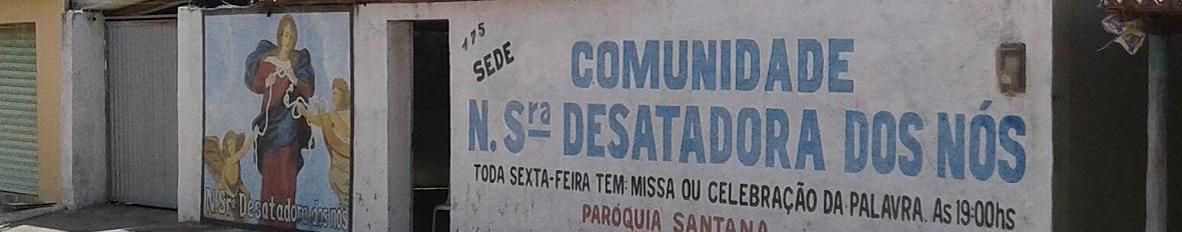 N. Srª Desatadora dos nós
175
SEDE
COMUNIDADE
N. Sra DESATADORA DOS NÓS
TODA SEXTA-FEIRA TEM: MISSA OU CELEBRAÇÃO DA PALAVRA. As 19:00hs
PARÓQUIA SANTANA